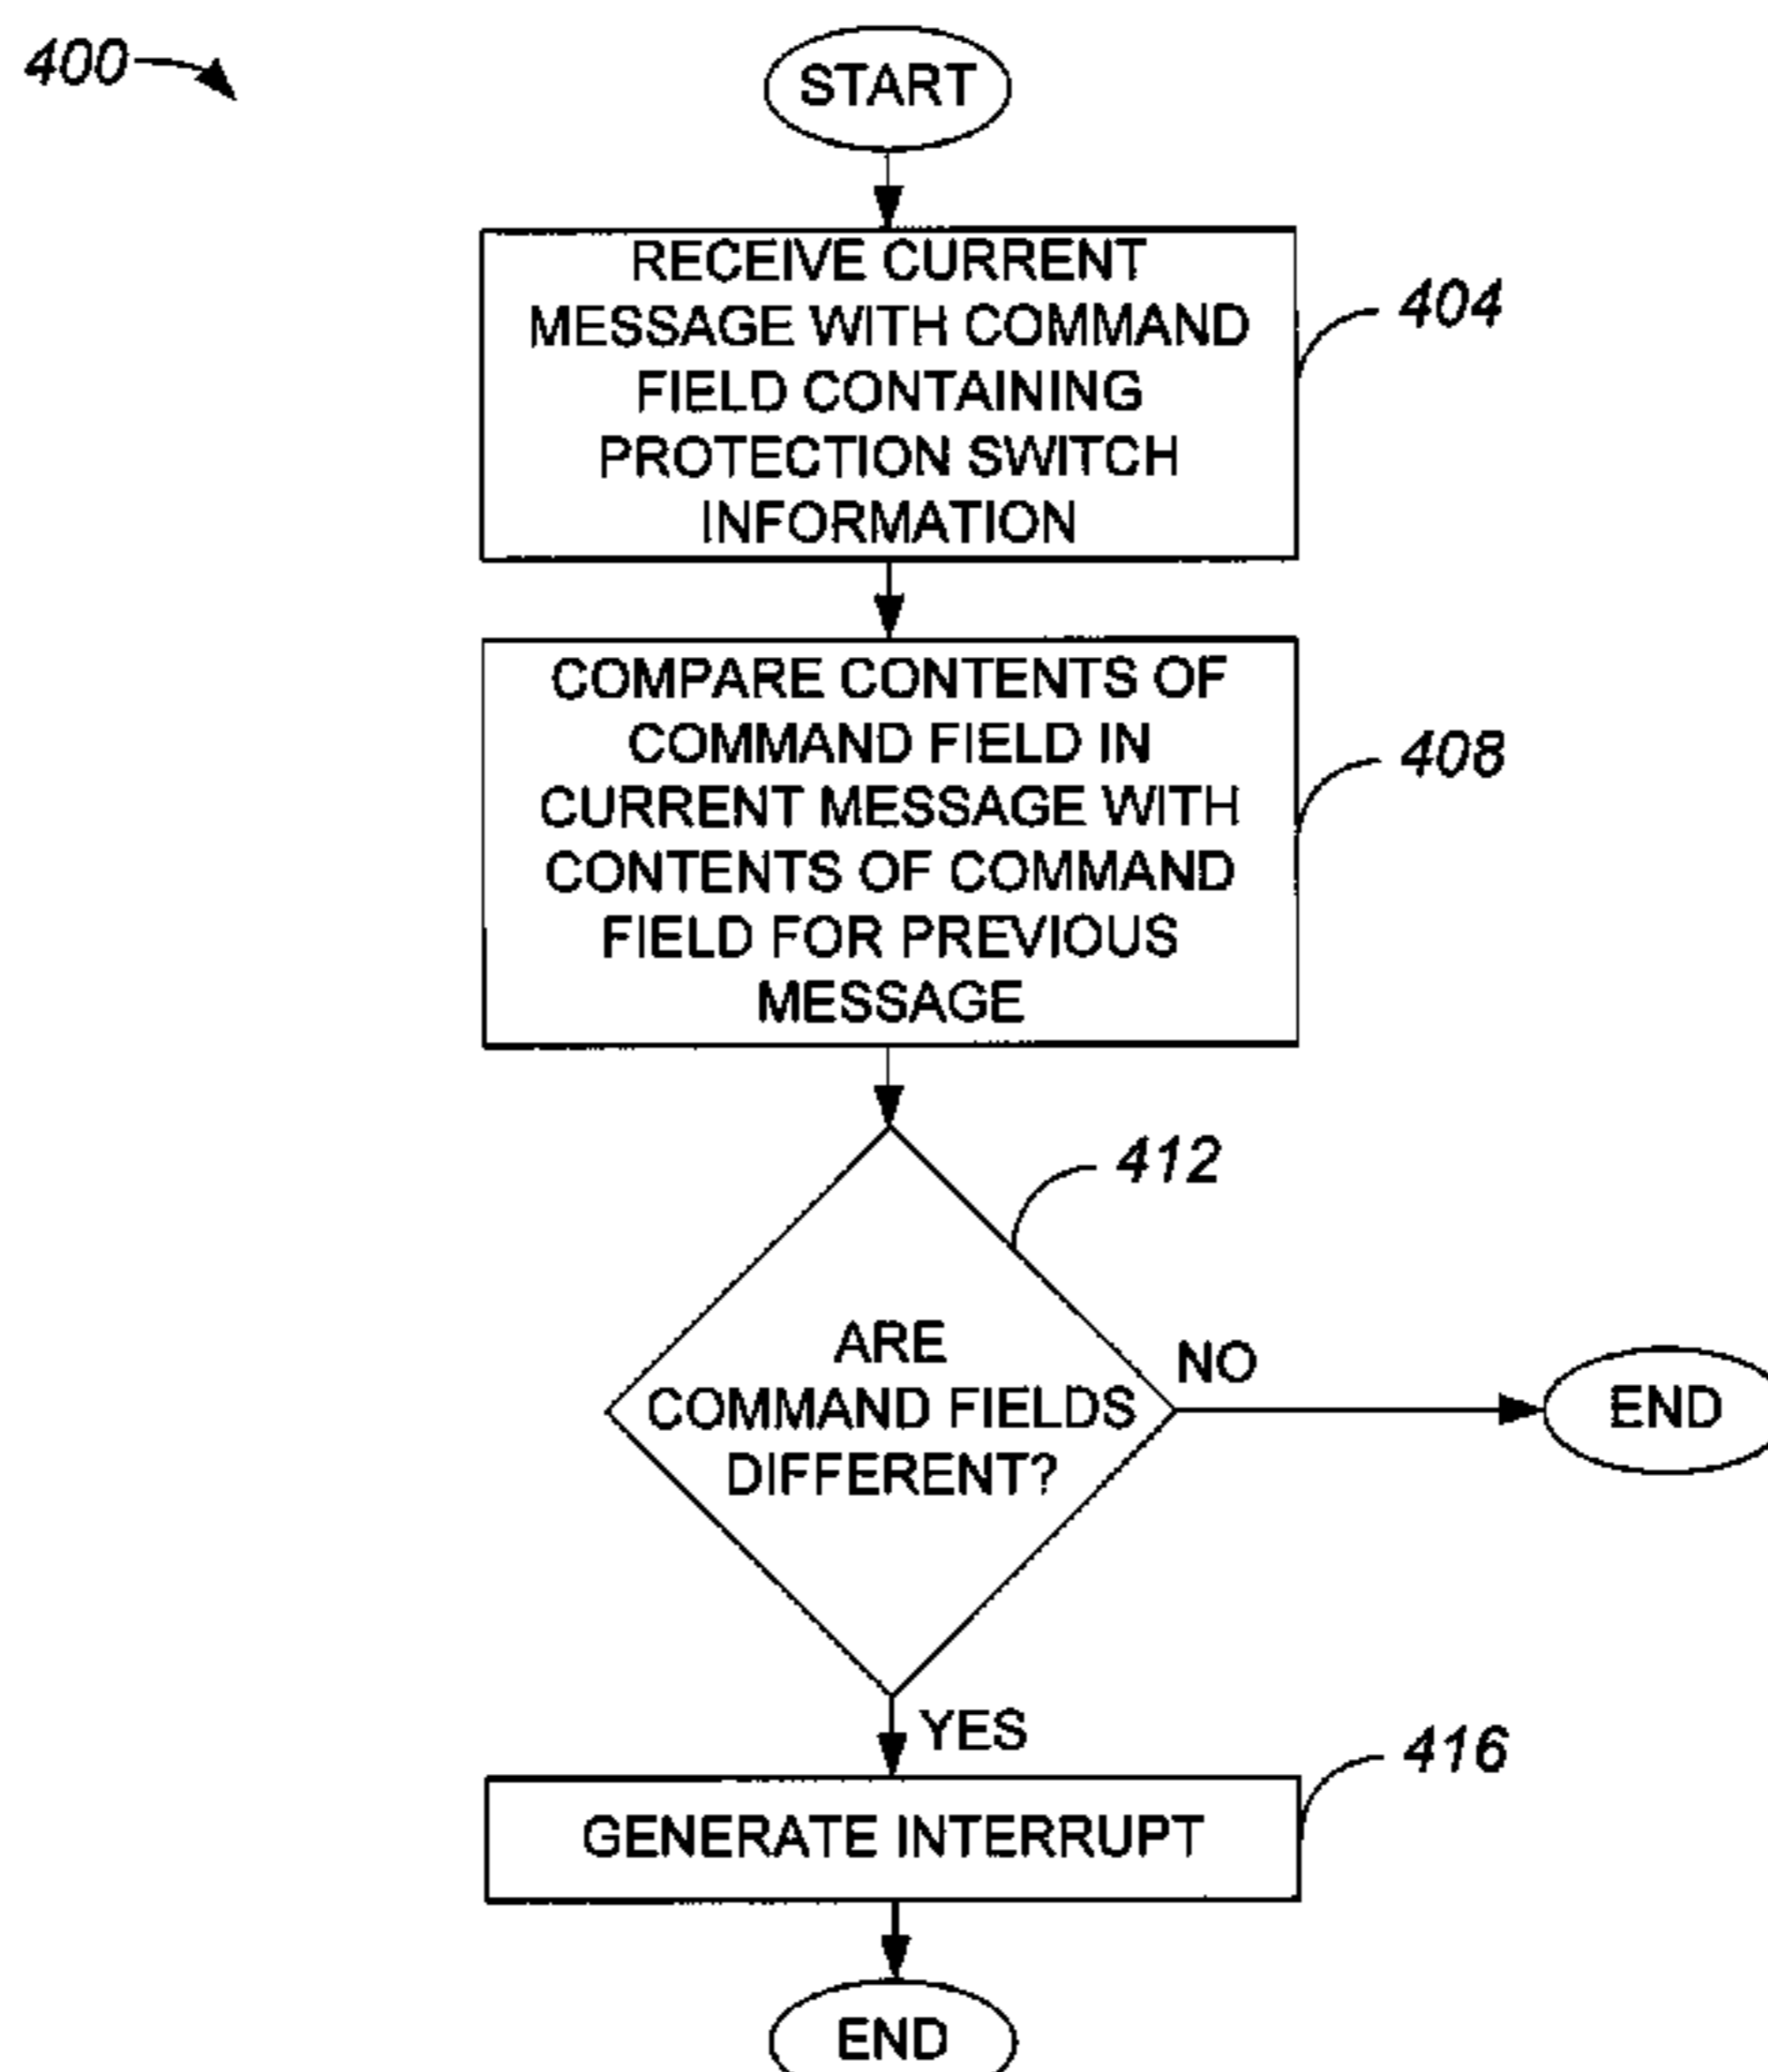 400
START
RECEIVE CURRENT
MESSAGE WITH COMMAND
FIELD CONTAINING
PROTECTION SWITCH
INFORMATION
404
COMPARE CONTENTS OF
COMMAND FIELD IN
CURRENT MESSAGE WITH
CONTENTS OF COMMAND
FIELD FOR PREVIOUS
MESSAGE
408
412
ARE
COMMAND FIELDS
DIFFERENT?
NO
END
YES
GENERATE INTERRUPT
416
END